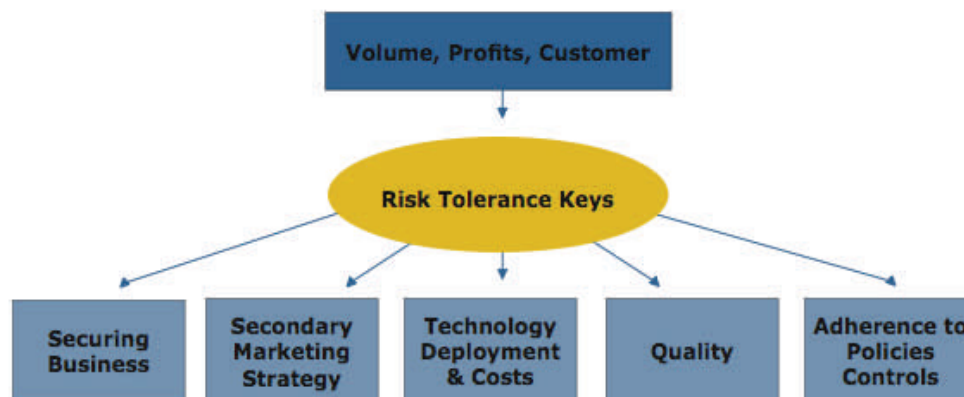 Volume, Profits, Customer
Risk Tolerance Keys
Securing
Business
Secondary
Marketing
Strategy
Technology
Deployment
& Costs
Quality
Adherence to
Policies
Controls